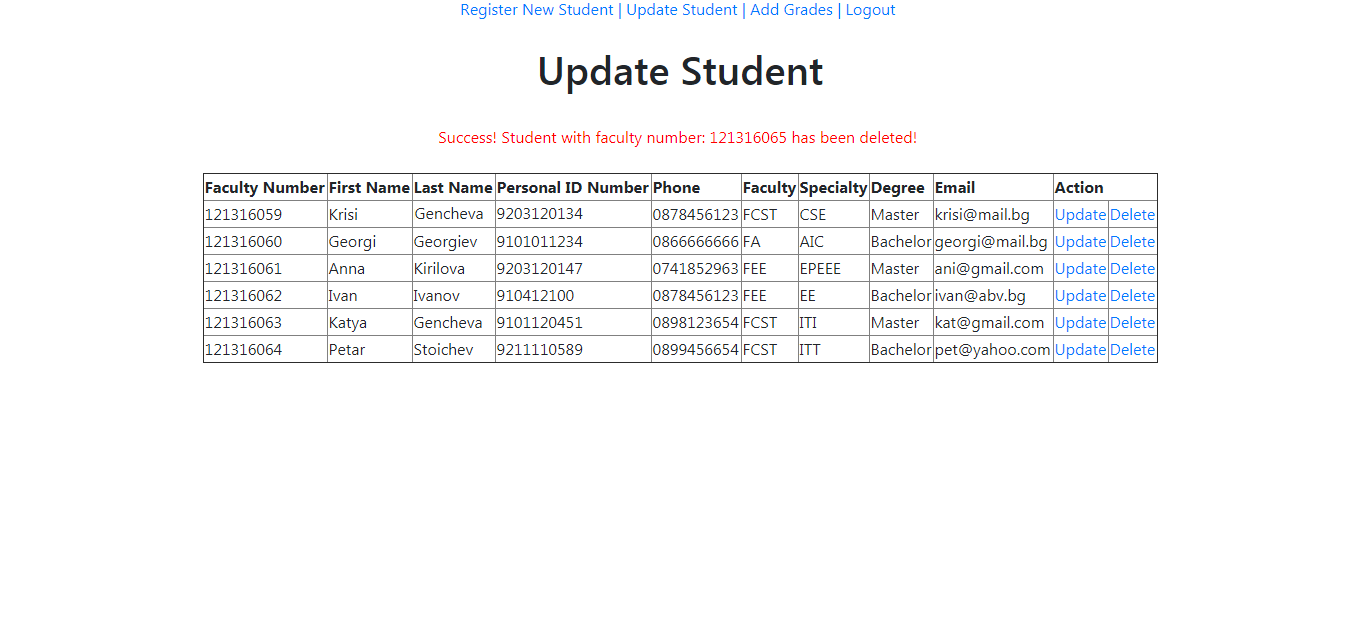 Register New Student | Update Student | Add Grades | Logout
Update Student
Success! Student with faculty number: 121316065 has been deleted!
Faculty Number First Name Last Name Personal ID Number Phone Faculty Specialty Degree Email Action
121316059 Krisi Gencheva 9203120134 0878456123 FCST CSE Master krisi@mail.bg Update Delete
121316060 Georgi Georgiev 9101011234 0866666666 FA AIC Bachelor georgi@mail.bg Update Delete
121316061 Anna Kirilova 9203120147 0741852963 FEE EPEEE Master ani@gmail.com Update Delete
121316062 Ivan Ivanov 910412100 0878456123 FEE EE Bachelor ivan@abv.bg Update Delete
121316063 Katya Gencheva 9101120451 0898123654 FCST ITI Master kat@gmail.com Update Delete
121316064 Petar Stoichev 9211110589 0899456654 FCST ITT Bachelor pet@yahoo.com Update Delete